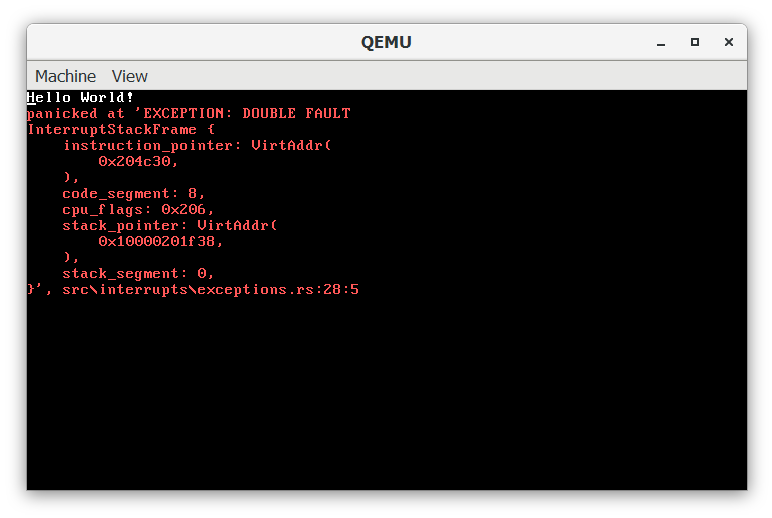 QEMU
Machine View
Hello World!
panicked at 'EXCEPTION: DOUBLE FAULT
InterruptStackFrame {
    instruction_pointer: VirtAddr(
        0x204c30,
    ),
    code_segment: 8,
    cpu_flags: 0x206,
    stack_pointer: VirtAddr(
        0x10000201f38,
    ),
    stack_segment: 0,
}', src\interrupts\exceptions.rs:28:5